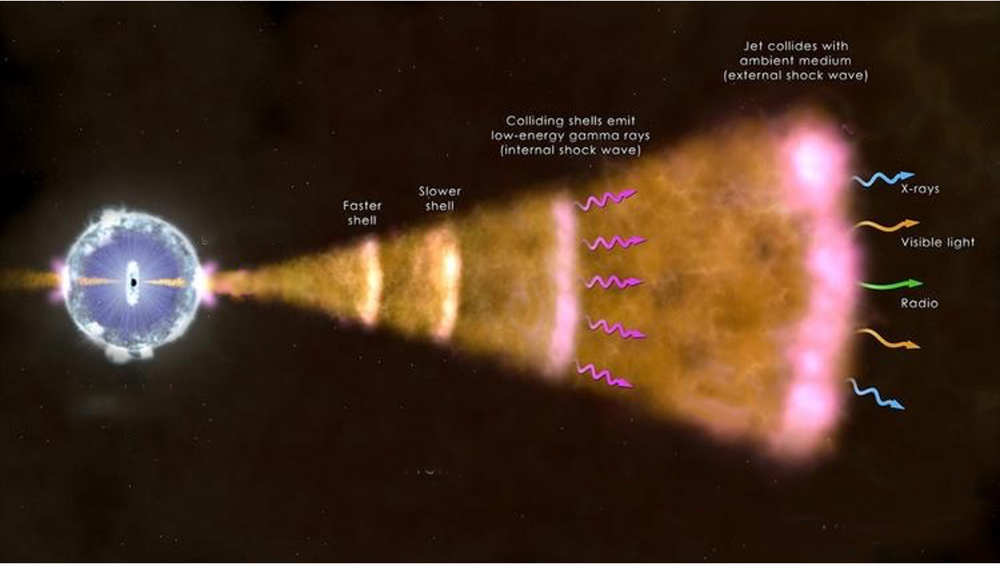 Jet collides with
ambient medium
(external shock wave)
Colliding shells emit
low-energy gamma rays
(internal shock wave)
Slower
shell
Faster
shell
X-rays
Visible light
Radio